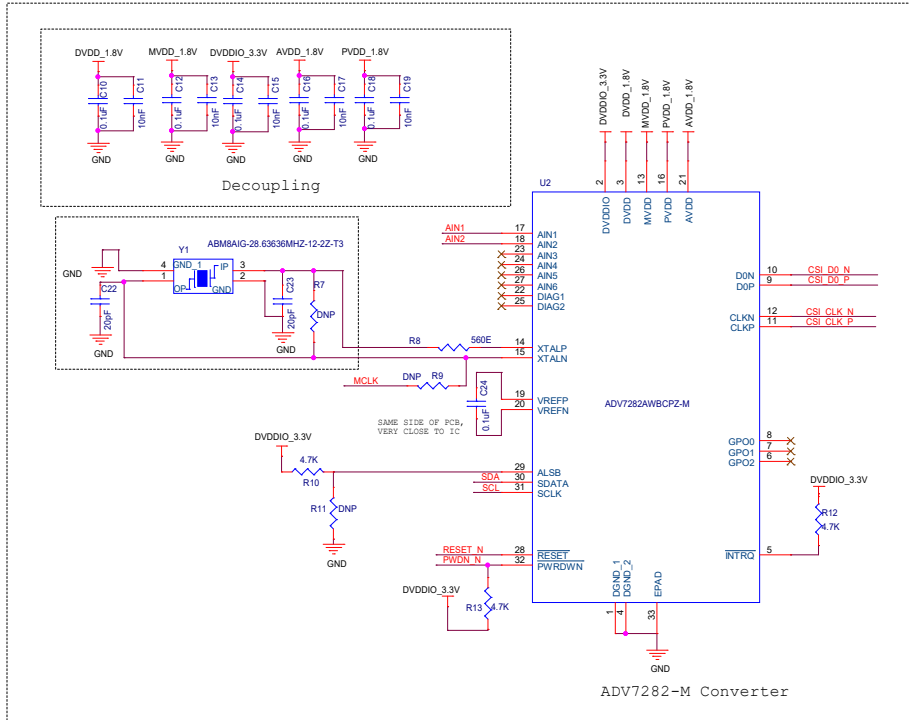 DVDD_1.8V
MVDD_1.8V
DVDDIO_3.3V
AVDD_1.8V
PVDD_1.8V
C10
0.1uF
C11
10nF
C12
0.1uF
C13
10nF
C14
0.1uF
C15
10nF
C16
0.1uF
C17
10nF
C18
0.1uF
C19
10nF
GND
GND
GND
GND
GND
Decoupling
DVDDIO_3.3V
DVDD_1.8V
MVDD_1.8V
PVDD_1.8V
AVDD_1.8V
2
3
13
16
21
U2
DVDDIO
DVDD
MVDD
PVDD
AVDD
ABM8AIG-28.63636MHZ-12-2Z-T3
Y1
GND
4
GND_1
IP
3
1
OP
GND
2
C22
20pF
GND
C23
20pF
GND
R7
DNP
AIN1
17
AIN1
AIN2
18
AIN2
23
AIN3
24
AIN4
26
AIN5
27
AIN6
22
DIAG1
25
DIAG2
D0N
10
CSI_D0_N
D0P
9
CSI_D0_P
CLKN
12
CSI_CLK_N
CLKP
11
CSI_CLK_P
R8
560E
14
XTALP
15
XTALN
MCLK
DNP
R9
C24
0.1uF
19
VREFP
20
VREFN
SAME SIDE OF PCB,
VERY CLOSE TO IC
ADV7282AWBCPZ-M
GPO0
8
GPO1
7
GPO2
6
DVDDIO_3.3V
4.7K
R10
R11
DNP
GND
29
ALSB
SDA
30
SDATA
SCL
31
SCLK
DVDDIO_3.3V
R12
4.7K
INTRQ
5
RESET_N
28
RESET
PWDN_N
32
PWRDWN
DVDDIO_3.3V
R13
4.7K
DGND_1
DGND_2
EPAD
1
4
33
GND
ADV7282-M Converter